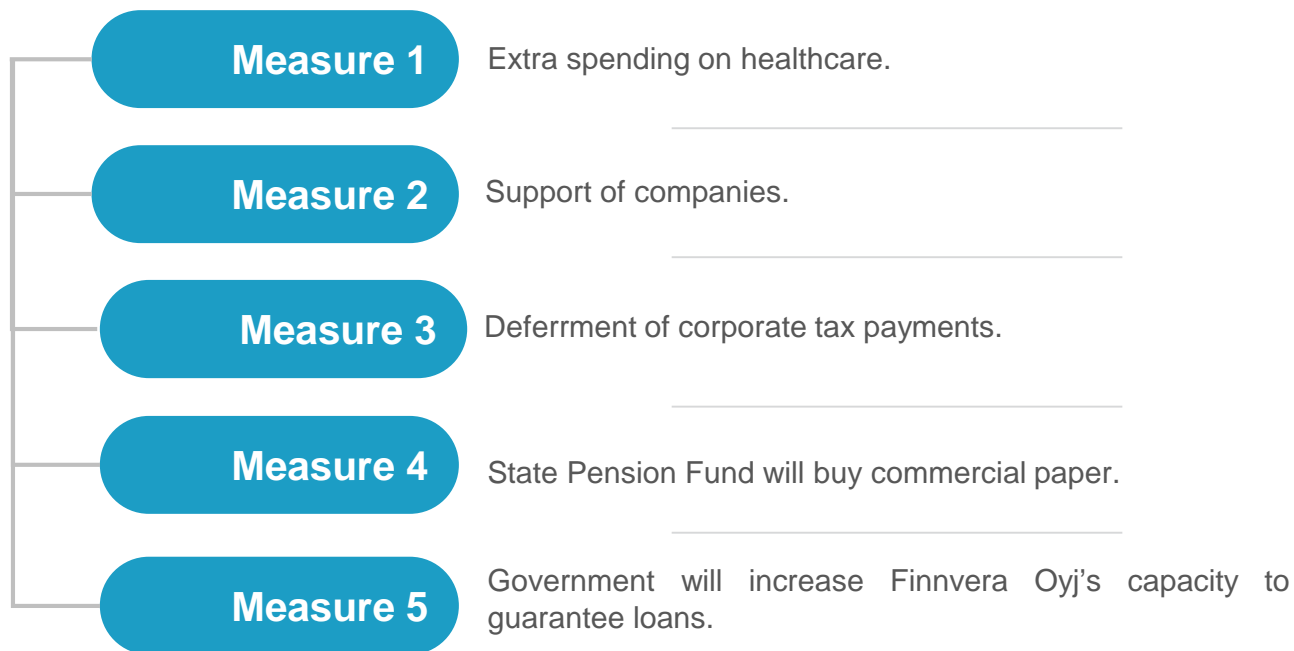 Measure 1
Extra spending on healthcare.
Measure 2
Support of companies.
Measure 3
Deferrment of corporate tax payments.
Measure 4
State Pension Fund will buy commercial paper.
Measure 5
Government will increase Finnvera Oyj’s capacity to
guarantee loans.